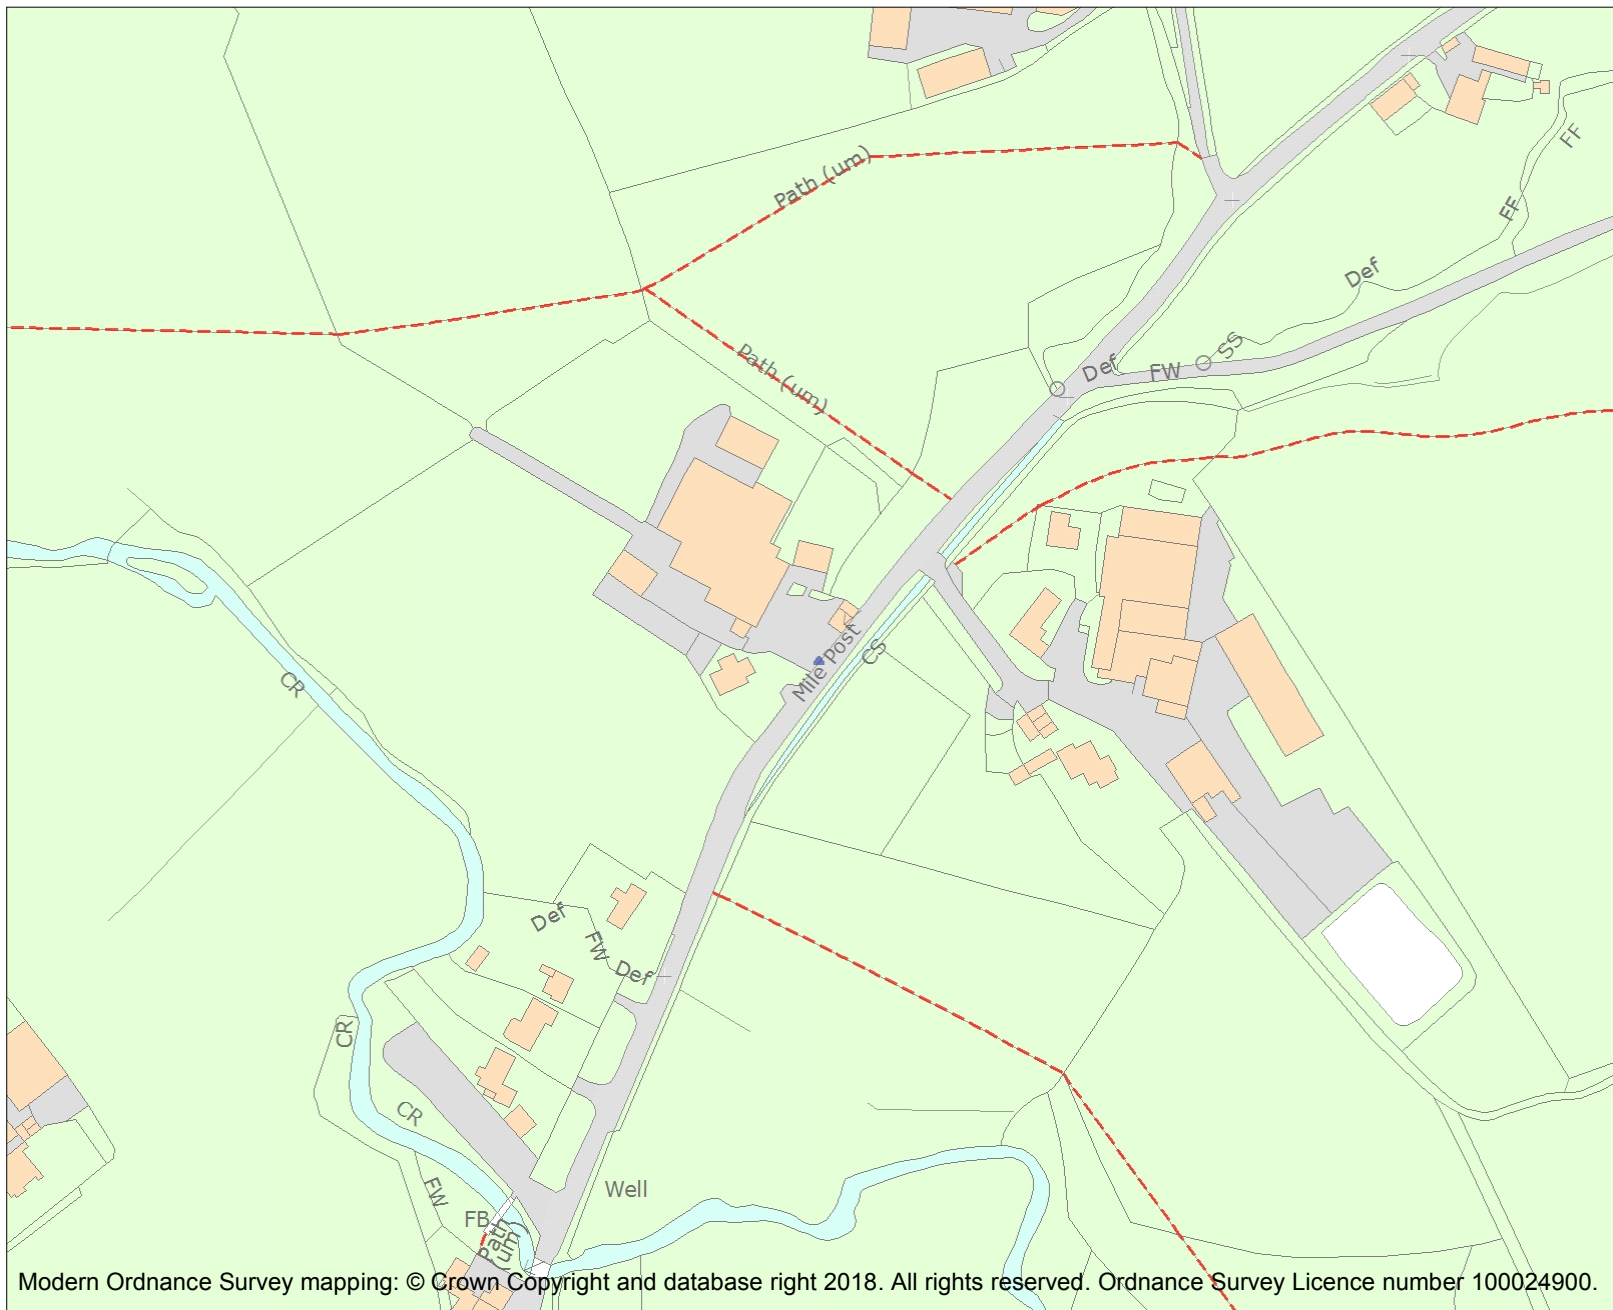 FF
Path (um)
FF
Def
SS
Def
FW
Path (um)
Mile Post
CS
CR
Def
FW
Def
CR
CR
Well
FW
FB
Path
(um)
Modern Ordnance Survey mapping: © Crown Copyright and database right 2018. All rights reserved. Ordnance Survey Licence number 100024900.